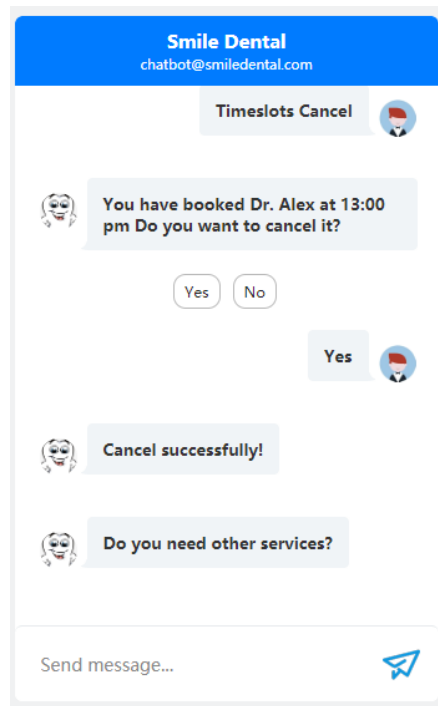 Smile Dental
chatbot@smiledental.com
Timeslots Cancel
You have booked Dr. Alex at 13:00
pm Do you want to cancel it?
Yes
No
Yes
Cancel successfully!
Do you need other services?
Send message...